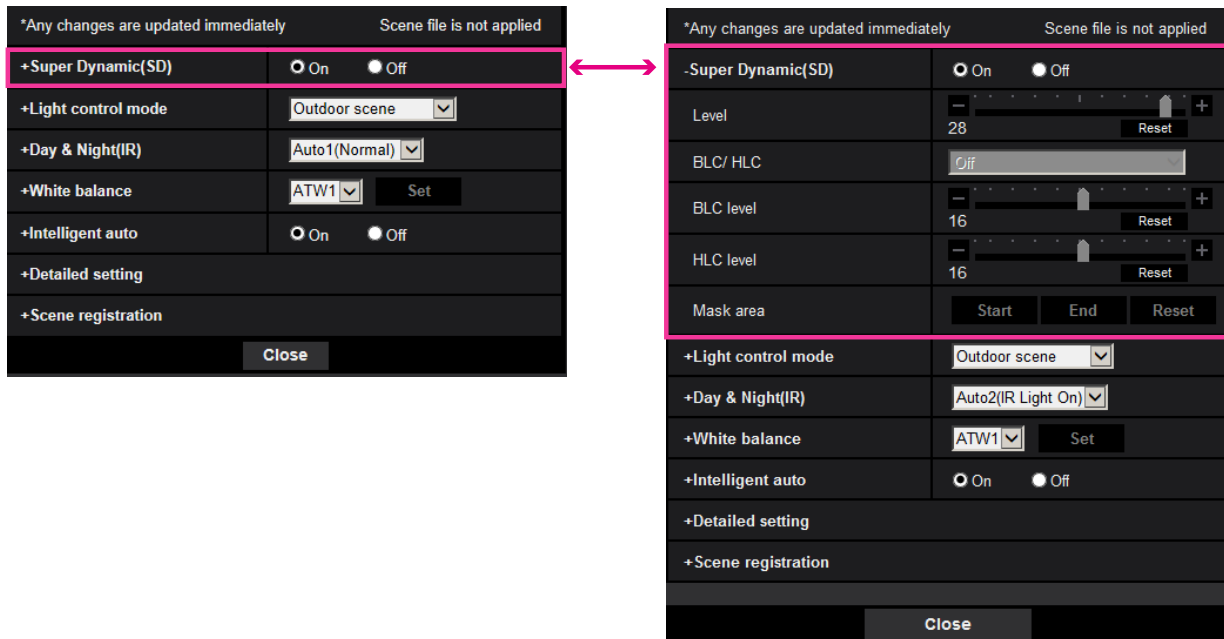 *Any changes are updated immediately Scene file is not applied
+Super Dynamic(SD) On Off
+Light control mode Outdoor scene
+Day & Night(IR) Auto1(Normal)
+White balance ATW1 Set
+Intelligent auto On Off
+Detailed setting
+Scene registration
Close
*Any changes are updated immediately Scene file is not applied
-Super Dynamic(SD) On Off
Level - +
28 Reset
BLC/ HLC Off
BLC level - +
16 Reset
HLC level - +
16 Reset
Mask area Start End Reset
+Light control mode Outdoor scene
+Day & Night(IR) Auto2(IR Light On)
+White balance ATW1 Set
+Intelligent auto On Off
+Detailed setting
+Scene registration
Close